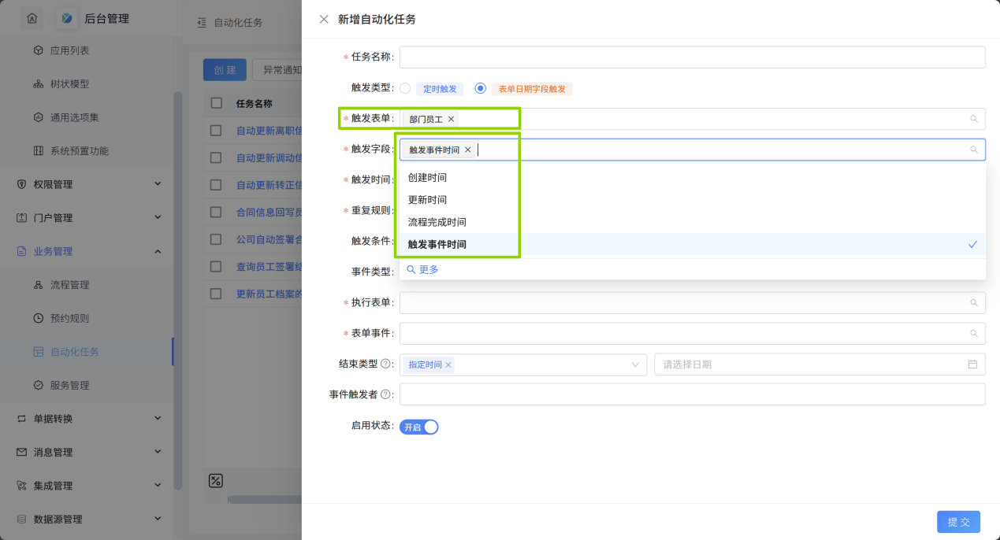 后台管理
应用列表
树状模型
通用选项集
系统预置功能
权限管理
门户管理
业务管理
流程管理
预约规则
自动化任务
服务管理
单据转换
消息管理
集成管理
数据源管理
自动化任务
创建
异常通知
任务名称
自动更新离职信
自动更新调动信
自动更新转正信
合同信息回写员
公司自动签署合
查询员工签署结
更新员工档案的
新增自动化任务
* 任务名称:
触发类型: 定时触发 表单日期字段触发
* 触发表单: 部门员工 ×
* 触发字段: 触发事件时间 ×
创建时间
更新时间
流程完成时间
触发事件时间
更多
* 触发时间:
* 重复规则:
触发条件:
事件类型:
* 执行表单:
* 表单事件:
结束类型?: 指定时间 × 请选择日期
事件触发者?:
启用状态: 开启
提交